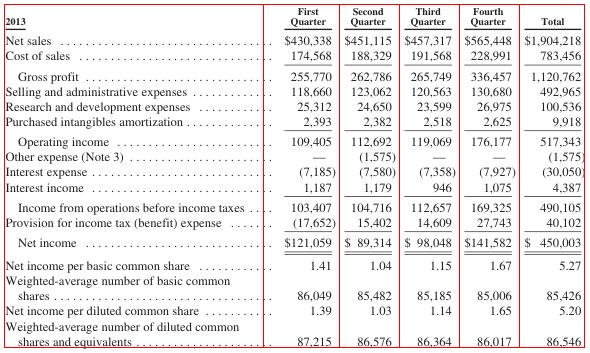 First Second Third Fourth
2013 Quarter Quarter Quarter Quarter Total
Net sales ................................ $430,338 $451,115 $457,317 $565,448 $1,904,218
Cost of sales ............................. 174,568 188,329 191,568 228,991 783,456
Gross profit ............................ 255,770 262,786 265,749 336,457 1,120,762
Selling and administrative expenses ......... 118,660 123,062 120,563 130,680 492,965
Research and development expenses ......... 25,312 24,650 23,599 26,975 100,536
Purchased intangibles amortization .......... 2,393 2,382 2,518 2,625 9,918
Operating income ....................... 109,405 112,692 119,069 176,177 517,343
Other expense (Note 3) .................... — (1,575) — — (1,575)
Interest expense .......................... (7,185) (7,580) (7,358) (7,927) (30,050)
Interest income ........................... 1,187 1,179 946 1,075 4,387
Income from operations before income taxes .... 103,407 104,716 112,657 169,325 490,105
Provision for income tax (benefit) expense ..... (17,652) 15,402 14,609 27,743 40,102
Net income ............................ $121,059 $ 89,314 $ 98,048 $141,582 $ 450,003
Net income per basic common share ........... 1.41 1.04 1.15 1.67 5.27
Weighted-average number of basic common
shares ................................. 86,049 85,482 85,185 85,006 85,426
Net income per diluted common share ......... 1.39 1.03 1.14 1.65 5.20
Weighted-average number of diluted common
shares and equivalents .................... 87,215 86,576 86,364 86,017 86,546